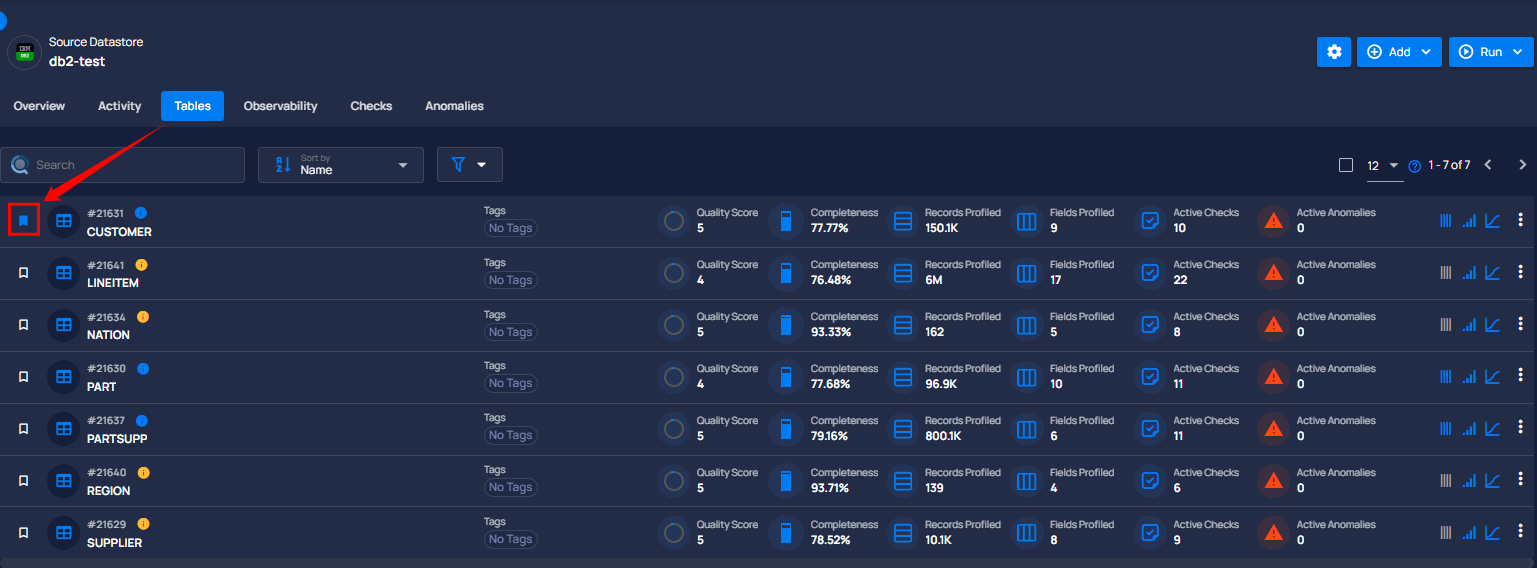 IBM
DB2
Source Datastore
db2-test
Add
Run
Overview
Activity
Tables
Observability
Checks
Anomalies
Search
Sort by
Name
12
1 - 7 of 7
#21631
CUSTOMER
Tags
No Tags
Quality Score
5
Completeness
77.77%
Records Profiled
150.1K
Fields Profiled
9
Active Checks
10
Active Anomalies
0
#21641
LINEITEM
Tags
No Tags
Quality Score
4
Completeness
76.48%
Records Profiled
6M
Fields Profiled
17
Active Checks
22
Active Anomalies
0
#21634
NATION
Tags
No Tags
Quality Score
5
Completeness
93.33%
Records Profiled
162
Fields Profiled
5
Active Checks
8
Active Anomalies
0
#21630
PART
Tags
No Tags
Quality Score
4
Completeness
77.68%
Records Profiled
96.9K
Fields Profiled
10
Active Checks
11
Active Anomalies
0
#21637
PARTSUPP
Tags
No Tags
Quality Score
5
Completeness
79.16%
Records Profiled
800.1K
Fields Profiled
6
Active Checks
11
Active Anomalies
0
#21640
REGION
Tags
No Tags
Quality Score
5
Completeness
93.71%
Records Profiled
139
Fields Profiled
4
Active Checks
6
Active Anomalies
0
#21629
SUPPLIER
Tags
No Tags
Quality Score
5
Completeness
78.52%
Records Profiled
10.1K
Fields Profiled
8
Active Checks
9
Active Anomalies
0